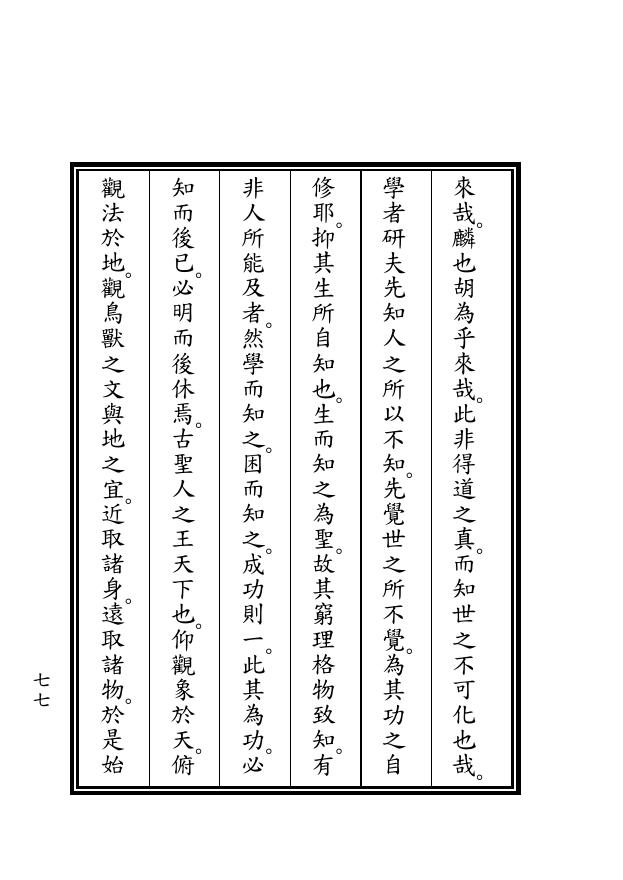 來哉。麟也胡為乎來哉。此非得道之真。而知世之不可化也哉。
學者研夫先知人之所以不知。先覺世之所不覺。為其功之自
修耶。抑其生所自知也。生而知之為聖。故其窮理格物致知。有
非人所能及者。然學而知之。困而知之。成功則一。此其為功。必
知而後已。必明而後休焉。古聖人之王天下也。仰觀象於天。俯
觀法於地。觀鳥獸之文與地之宜。近取諸身。遠取諸物。於是始
七七